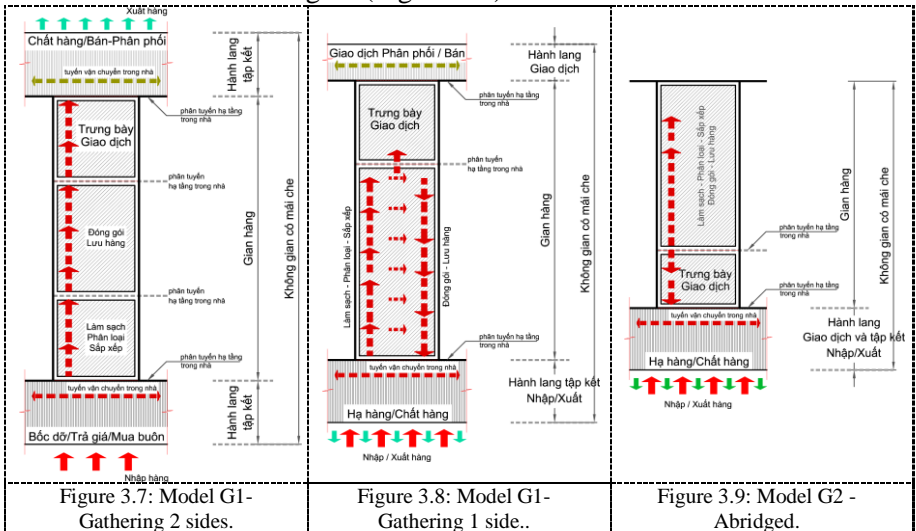 Xuất hàng
Chất hàng/Bán-Phân phối
tuyến vận chuyển trong nhà
Hành lang
tập kết
phân tuyến hạ tầng
trong nhà
Trưng bày
Giao dịch
phân tuyến
hạ tầng trong nhà
Đóng gói
Lưu hàng
Gian hàng
Không gian có mái che
phân tuyến
hạ tầng trong nhà
Làm sạch
Phân loại
Sắp xếp
phân tuyến hạ tầng
trong nhà
tuyến vận chuyển trong nhà
Hành lang
tập kết
Bốc dỡ/Trả giá/Mua buôn
Nhập hàng
Figure 3.7: Model G1-
Gathering 2 sides.
Giao dịch Phân phối / Bán
tuyến vận chuyển trong nhà
Hành lang
Giao dịch
phân tuyến hạ tầng
trong nhà
Trưng bày
Giao dịch
phân tuyến
hạ tầng trong nhà
Làm sạch - Phân loại - Sắp xếp
Đóng gói - Lưu hàng
Gian hàng
Không gian có mái che
phân tuyến hạ tầng
trong nhà
tuyến vận chuyển trong nhà
Hành lang tập kết
Nhập/Xuất
Hạ hàng/Chất hàng
Nhập / Xuất hàng
Figure 3.8: Model G1-
Gathering 1 side..
Làm sạch - Phân loại - Sắp xếp
Đóng gói - Lưu hàng
Gian hàng
Không gian có mái che
phân tuyến hạ tầng
trong nhà
Trưng bày
Giao dịch
phân tuyến hạ tầng
trong nhà
tuyến vận chuyển trong nhà
Hành lang
Giao dịch và tập kết
Nhập/Xuất
Hạ hàng/Chất hàng
Nhập / Xuất hàng
Figure 3.9: Model G2 -
Abridged.